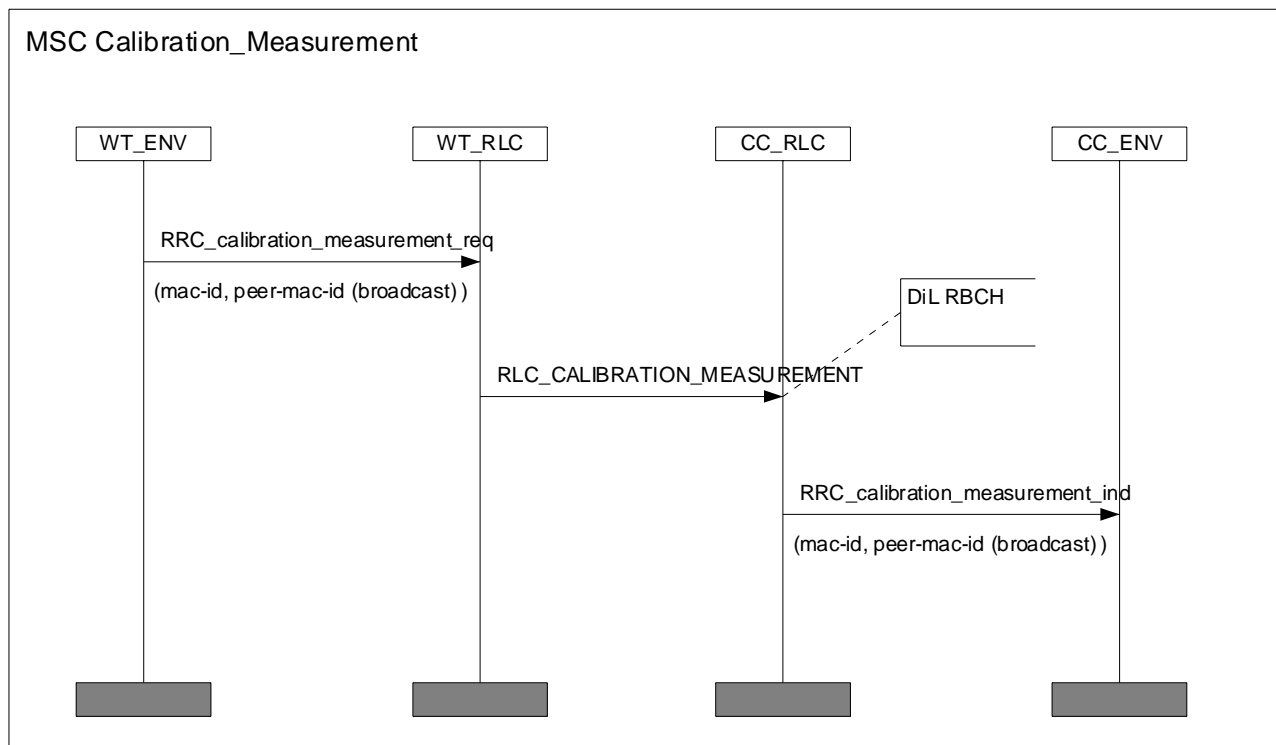 MSC Calibration_Measurement
WT_ENV
WT_RLC
CC_RLC
CC_ENV
RRC_calibration_measurement_req
(mac-id, peer-mac-id (broadcast) )
DiL RBCH
RLC_CALIBRATION_MEASUREMENT
RRC_calibration_measurement_ind
(mac-id, peer-mac-id (broadcast) )